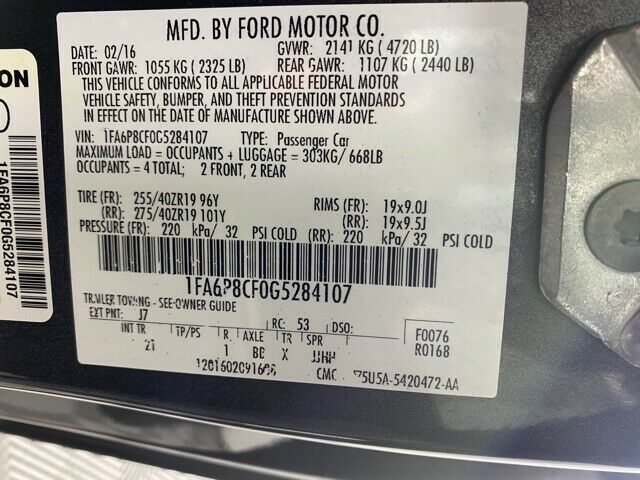 MFD. BY FORD MOTOR CO.
DATE: 02/16 GVWR: 2141 KG ( 4720 LB)
FRONT GAWR: 1055 KG ( 2325 LB) REAR GAWR: 1107 KG ( 2440 LB)
THIS VEHICLE CONFORMS TO ALL APPLICABLE FEDERAL MOTOR
VEHICLE SAFETY, BUMPER, AND THEFT PREVENTION STANDARDS
IN EFFECT ON THE DATE OF MANUFACTURE SHOWN ABOVE.
VIN: 1FA6P8CF0G5284107 TYPE: Passenger Car
MAXIMUM LOAD = OCCUPANTS + LUGGAGE = 303KG/ 668LB
OCCUPANTS = 4 TOTAL; 2 FRONT, 2 REAR
TIRE (FR): 255/40ZR19 96Y RIMS (FR): 19x9.0J
(RR): 275/40ZR19 101Y (RR): 19x9.5J
PRESSURE (FR): 220 kPa/ 32 PSI COLD (RR): 220 kPa/ 32 PSI COLD
1FA6P8CF0G5284107
TRAILER TOWING - SEE OWNER GUIDE
EXT PNT: J7 RC: 53 DSO: F0076
INT TR TP/PS R AXLE TR SPR R0168
21 1 X
CMC 5U5A-5420472-AA
ON
1FA6P8CF0G5284107